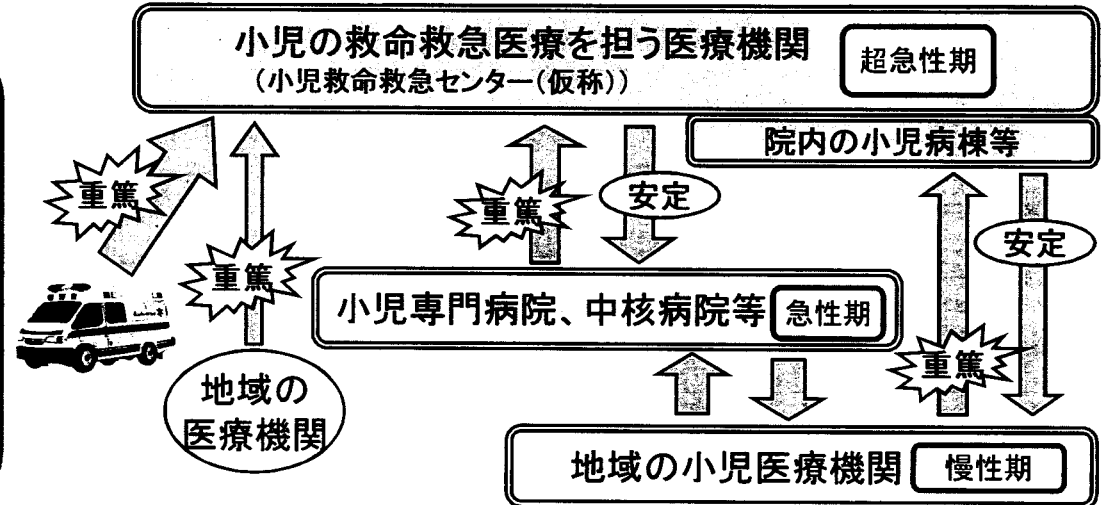 小児の救命救急医療を担う医療機関
(小児救命救急センター(仮称))
超急性期
院内の小児病棟等
重篤
重篤
重篤
安定
安定
小児専門病院、中核病院等
急性期
重篤
地域の
医療機関
地域の小児医療機関
慢性期